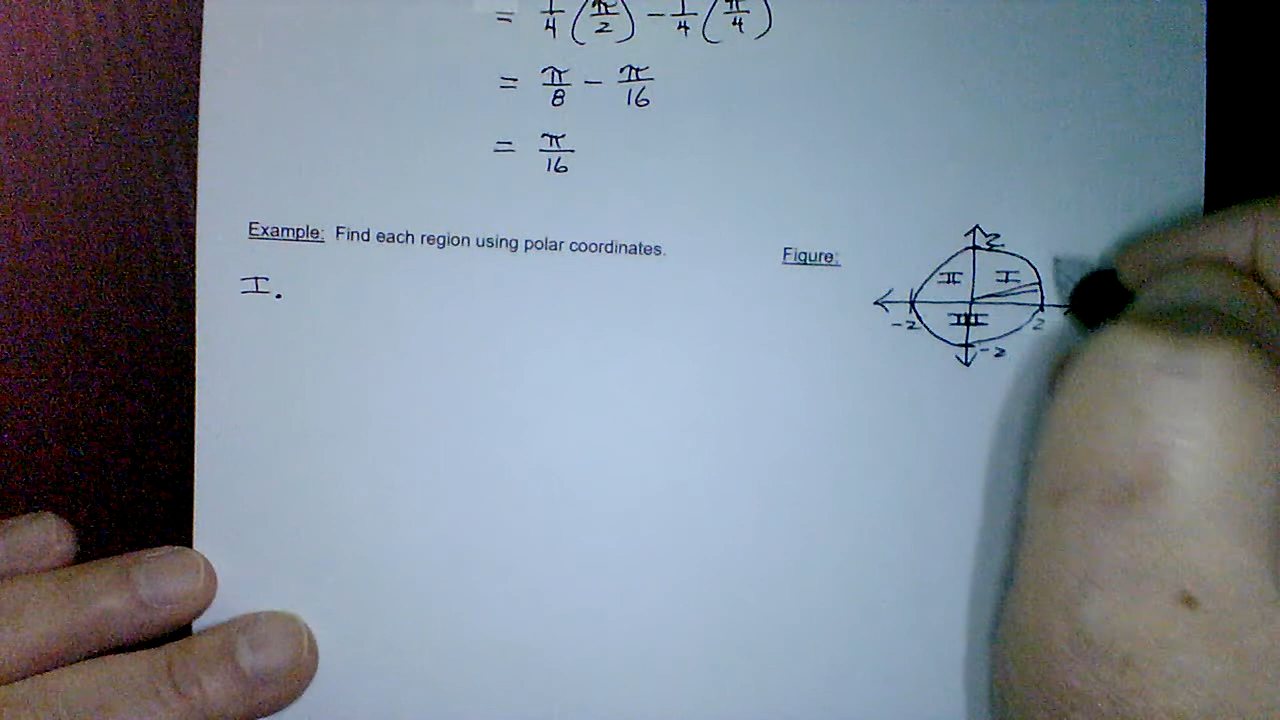 = 1/4 (π/2) − 1/4 (π/4)
= π/8 − π/16
= π/16
Example: Find each region using polar coordinates.
Figure:
I.
2
II I
-2 III 2
-2